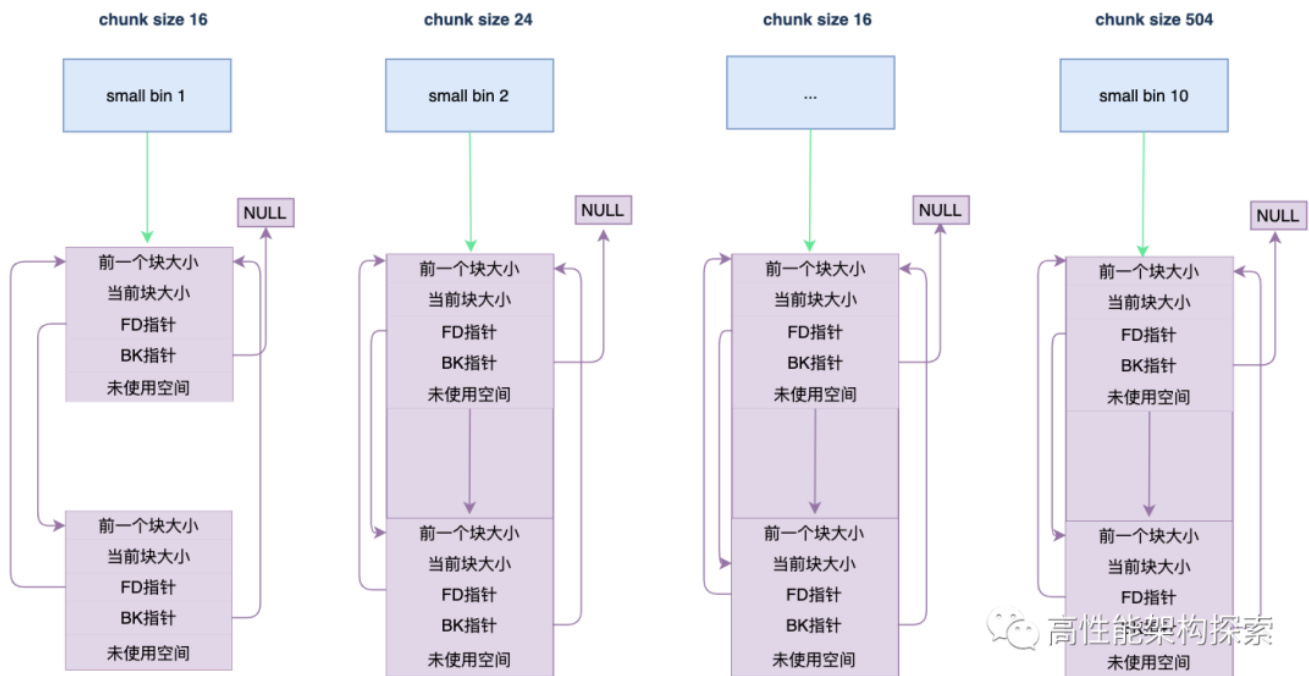 chunk size 16
chunk size 24
chunk size 16
chunk size 504
small bin 1
small bin 2
...
small bin 10
NULL
NULL
NULL
NULL
前一个块大小
当前块大小
FD指针
BK指针
未使用空间
前一个块大小
当前块大小
FD指针
BK指针
未使用空间
前一个块大小
当前块大小
FD指针
BK指针
未使用空间
前一个块大小
当前块大小
FD指针
BK指针
未使用空间
前一个块大小
当前块大小
FD指针
BK指针
未使用空间
前一个块大小
当前块大小
FD指针
BK指针
未使用空间
前一个块大小
当前块大小
FD指针
BK指针
未使用空间
前一个块大小
当前块大小
FD指针
高性能架构探索
未使用空间